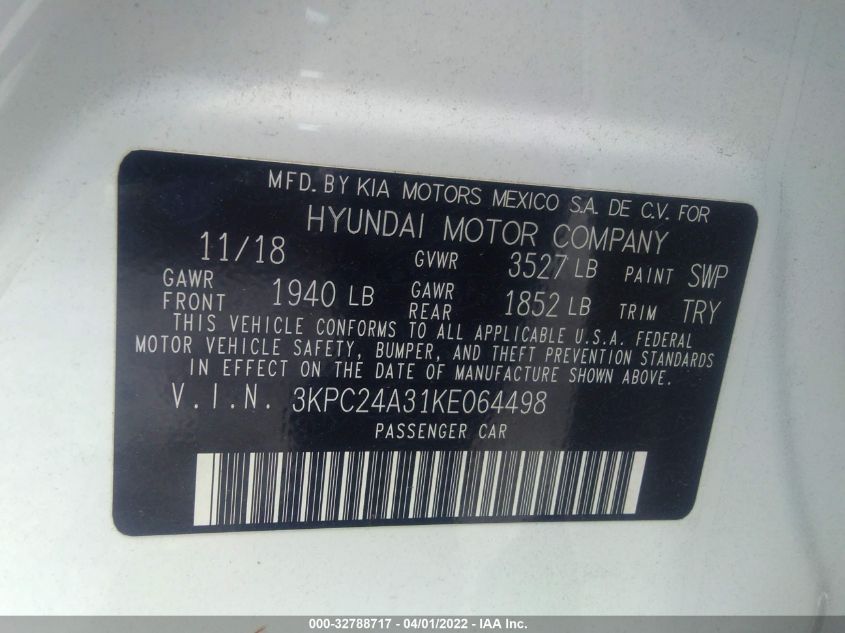 MFD. BY KIA MOTORS MEXICO S.A. DE C.V. FOR
HYUNDAI MOTOR COMPANY
11/18 GVWR 3527 LB PAINT SWP
GAWR FRONT 1940 LB GAWR REAR 1852 LB TRIM TRY
THIS VEHICLE CONFORMS TO ALL APPLICABLE U.S.A. FEDERAL
MOTOR VEHICLE SAFETY, BUMPER, AND THEFT PREVENTION STANDARDS
IN EFFECT ON THE DATE OF MANUFACTURE SHOWN ABOVE.
V.I.N. 3KPC24A31KE064498
PASSENGER CAR
000-32788717 - 04/01/2022 - IAA Inc.